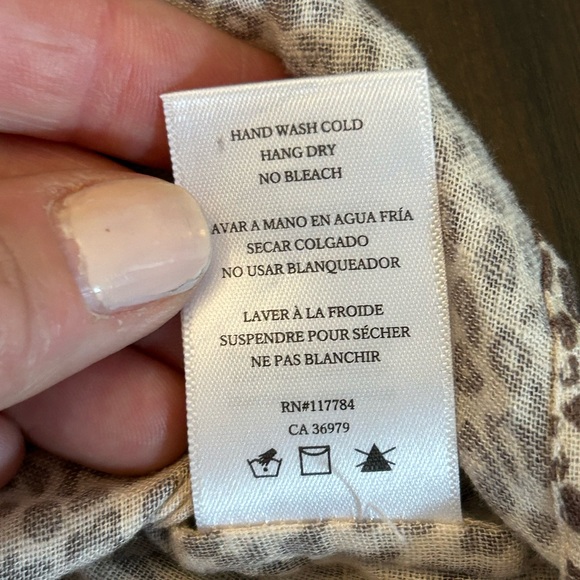 HAND WASH COLD
HANG DRY
NO BLEACH
AVAR A MANO EN AGUA FRÍA
SECAR COLGADO
NO USAR BLANQUEADOR
LAVER À LA FROIDE
SUSPENDRE POUR SÉCHER
NE PAS BLANCHIR
RN#117784
CA 36979